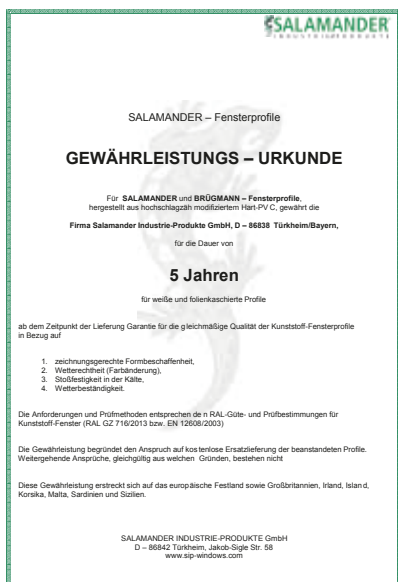 SALAMANDER
INDUSTRIEPRODUKTE
SALAMANDER – Fensterprofile
GEWÄHRLEISTUNGS – URKUNDE
Für SALAMANDER und BRÜGMANN – Fensterprofile,
hergestellt aus hochschlagzäh modifiziertem Hart-PV C, gewährt die
Firma Salamander Industrie-Produkte GmbH, D – 86838 Türkheim/Bayern,
für die Dauer von
5 Jahren
für weiße und folienkaschierte Profile
ab dem Zeitpunkt der Lieferung Garantie für die gleichmäßige Qualität der Kunststoff-Fensterprofile
in Bezug auf
1. zeichnungsgerechte Formbeschaffenheit,
2. Wetterechtheit (Farbänderung),
3. Stoßfestigkeit in der Kälte,
4. Wetterbeständigkeit.
Die Anforderungen und Prüfmethoden entsprechen de n RAL-Güte- und Prüfbestimmungen für
Kunststoff-Fenster (RAL GZ 716/2013 bzw. EN 12608/2003)
Die Gewährleistung begründet den Anspruch auf kostenlose Ersatzlieferung der beanstandeten Profile.
Weitergehende Ansprüche, gleichgültig aus welchen Gründen, bestehen nicht
Diese Gewährleistung erstreckt sich auf das europäische Festland sowie Großbritannien, Irland, Islan d,
Korsika, Malta, Sardinien und Sizilien.
SALAMANDER INDUSTRIE-PRODUKTE GmbH
D – 86842 Türkheim, Jakob-Sigle Str. 58
www.sip-windows.com